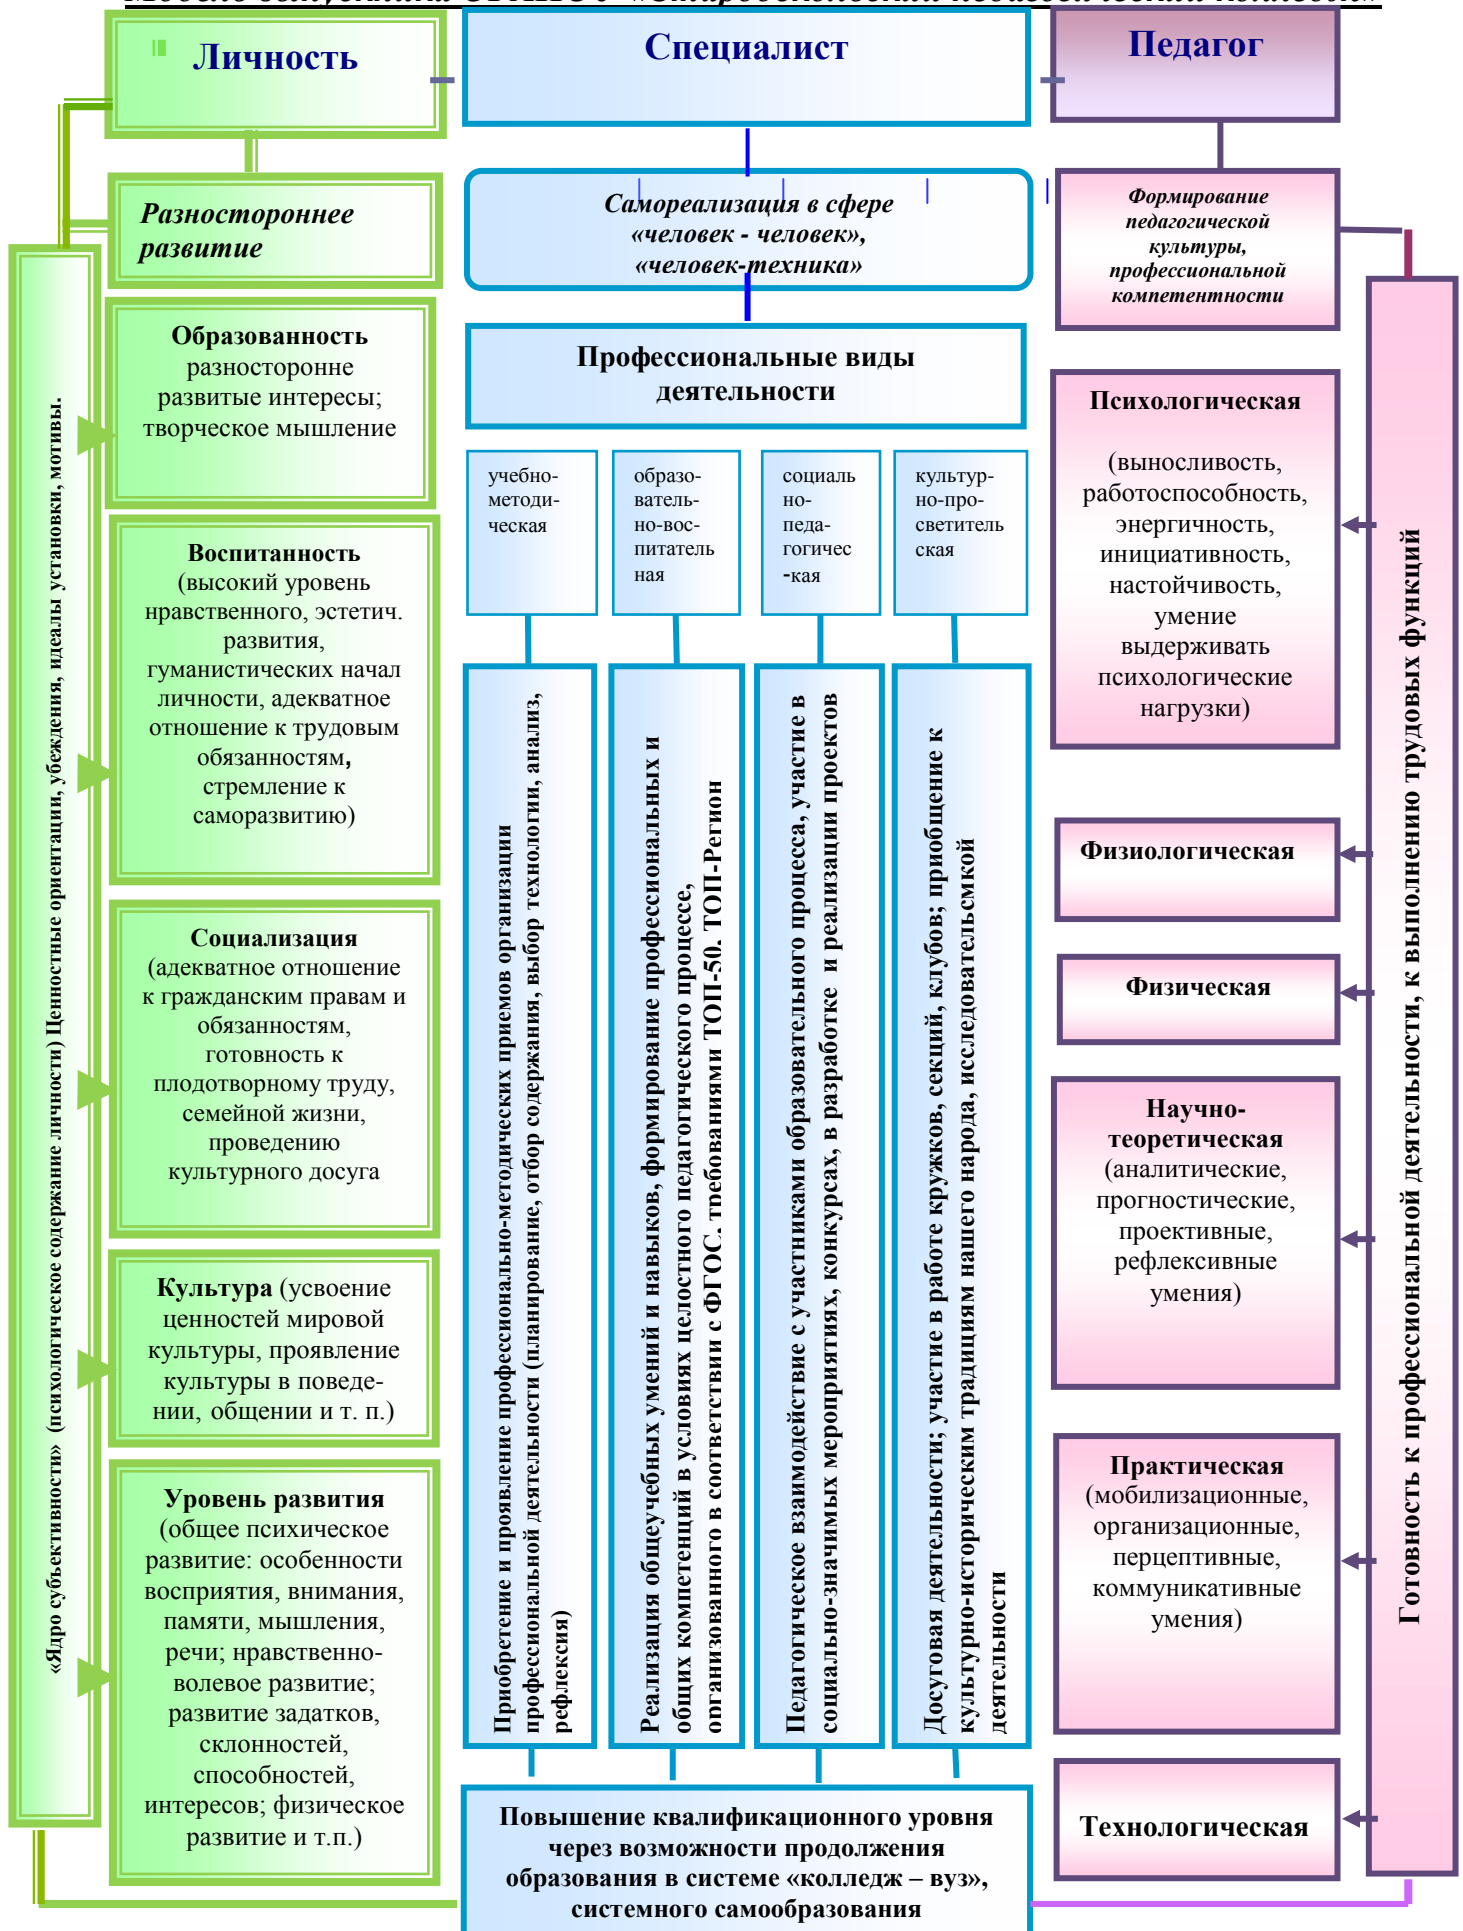 Личность
Специалист
Педагог
Разностороннее
развитие
Самореализация в сфере
«человек - человек»,
«человек-техника»
Формирование
педагогической
культуры,
профессиональной
компетентности
«Ядро субъективности» (психологическое содержание личности) Ценностные ориентации, убеждения, идеалы установки, мотивы.
Образованность
разносторонне
развитые интересы;
творческое мышление
Воспитанность
(высокий уровень
нравственного, эстетич.
развития,
гуманистических начал
личности, адекватное
отношение к трудовым
обязанностям,
стремление к
саморазвитию)
Социализация
(адекватное отношение
к гражданским правам и
обязанностям,
готовность к
плодотворному труду,
семейной жизни,
проведению
культурного досуга
Культура (усвоение
ценностей мировой
культуры, проявление
культуры в поведе-
нии, общении и т. п.)
Уровень развития
(общее психическое
развитие: особенности
восприятия, внимания,
памяти, мышления,
речи; нравственно-
волевое развитие;
развитие задатков,
склонностей,
способностей,
интересов; физическое
развитие и т.п.)
Профессиональные виды
деятельности
учебно-
методи-
ческая
образо-
ватель-
но-вос-
питатель
ная
социаль
но-
педа-
гогичес
-кая
культур-
но-про-
светитель
ская
Приобретение и проявление профессионально-методических приемов организации
профессиональной деятельности (планирование, отбор содержания, выбор технологии, анализ,
рефлексия)
Реализация общеучебных умений и навыков, формирование профессиональных и
общих компетенций в условиях целостного педагогического процессе,
организованного в соответствии с ФГОС, требованиями ТОП-50, ТОП-Регион
Педагогическое взаимодействие с участниками образовательного процесса, участие в
социально-значимых мероприятиях, конкурсах, в разработке и реализации проектов
Досуговая деятельности; участие в работе кружков, секций, клубов; приобщение к
культурно-историческим традициям нашего народа, исследовательсмкой
деятельности
Повышение квалификационного уровня
через возможности продолжения
образования в системе «колледж – вуз»,
системного самообразования
Психологическая
(выносливость,
работоспособность,
энергичность,
инициативность,
настойчивость,
умение
выдерживать
психологические
нагрузки)
Физиологическая
Физическая
Научно-
теоретическая
(аналитические,
прогностические,
проективные,
рефлексивные
умения)
Практическая
(мобилизационные,
организационные,
перцептивные,
коммуникативные
умения)
Технологическая
Готовность к профессиональной деятельности, к выполнению трудовых функций